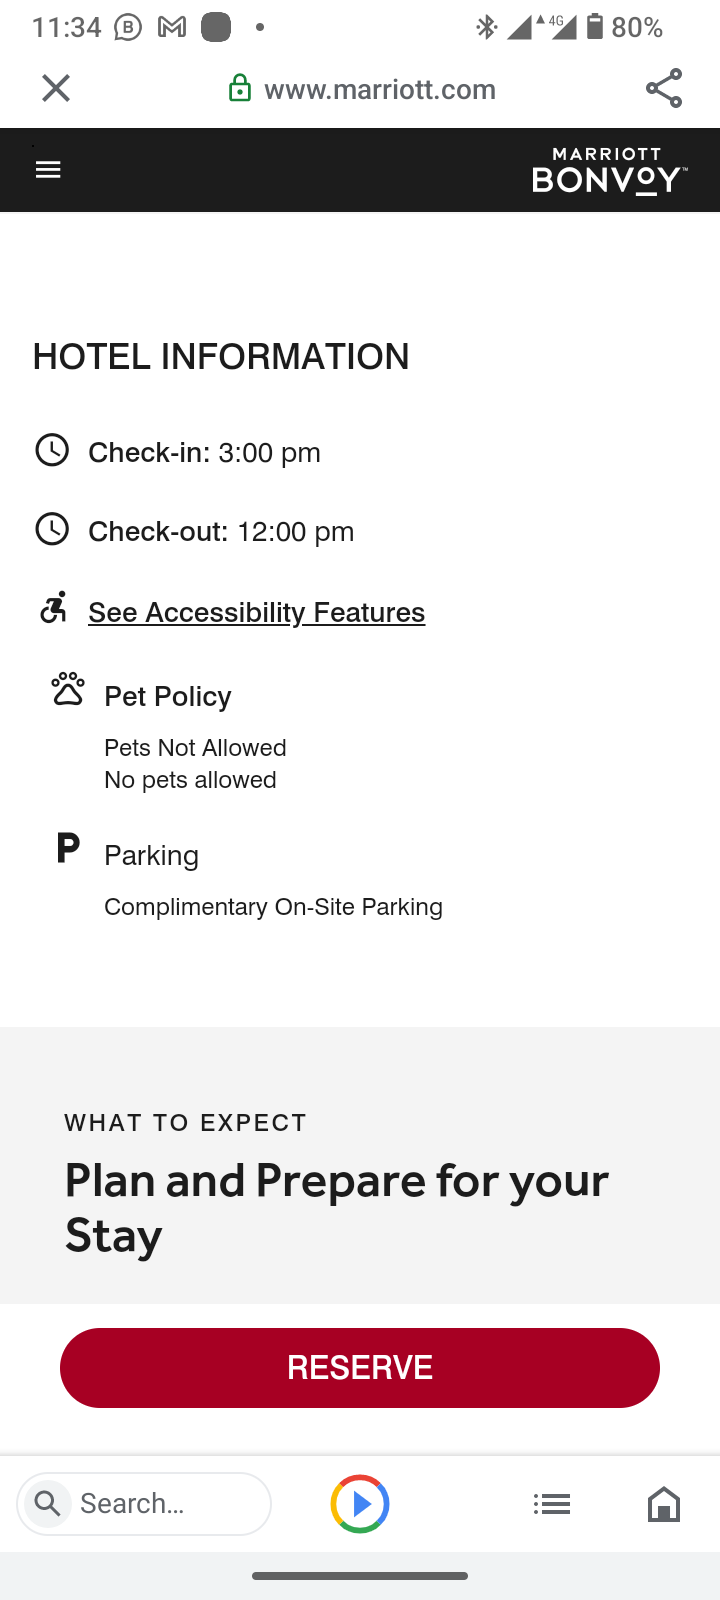 11:34
4G
80%
www.marriott.com
MARRIOTT
BONVOY™
HOTEL INFORMATION
Check-in: 3:00 pm
Check-out: 12:00 pm
See Accessibility Features
Pet Policy
Pets Not Allowed
No pets allowed
P Parking
Complimentary On-Site Parking
WHAT TO EXPECT
Plan and Prepare for your
Stay
RESERVE
Search...